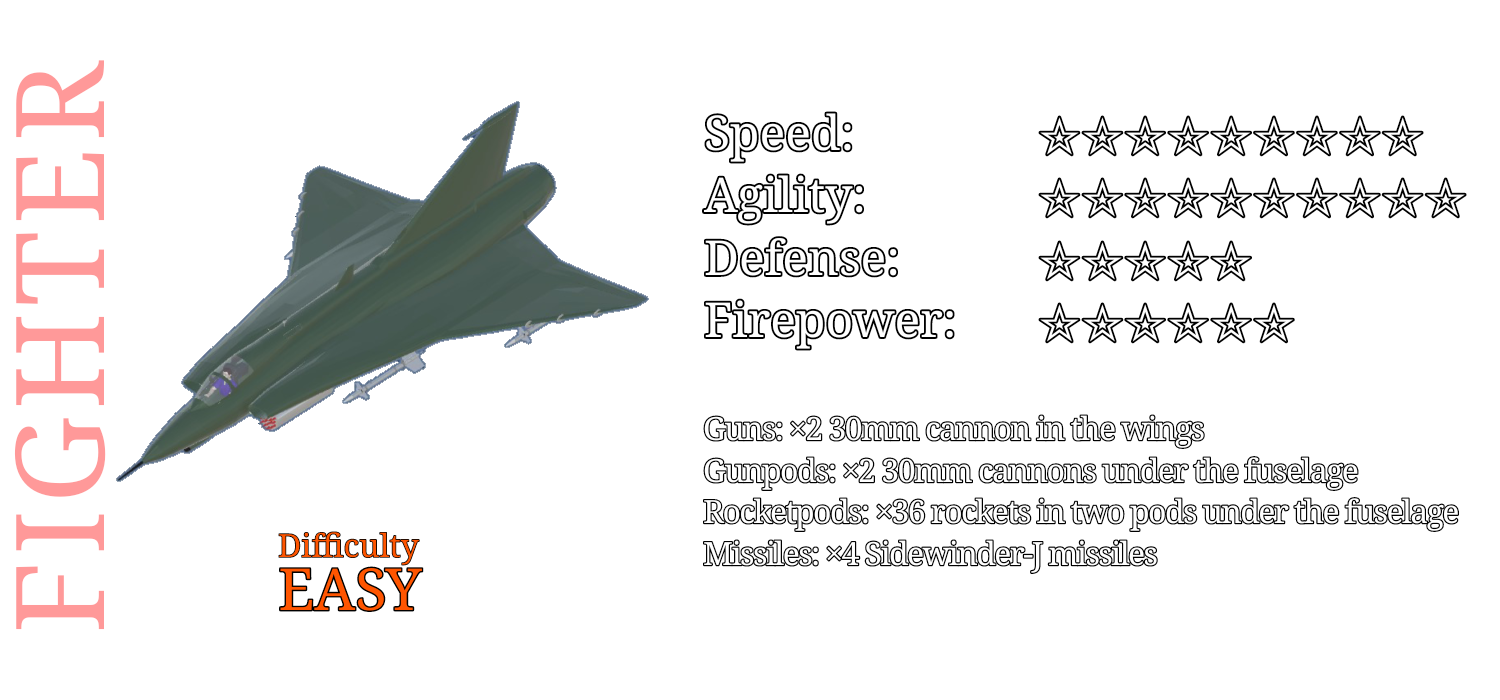 FIGHTER
Speed: ☆☆☆☆☆☆☆☆☆
Agility: ☆☆☆☆☆☆☆☆☆☆
Defense: ☆☆☆☆☆
Firepower: ☆☆☆☆☆☆
Guns: ×2 30mm cannon in the wings
Gunpods: ×2 30mm cannons under the fuselage
Rocketpods: ×36 rockets in two pods under the fuselage
Missiles: ×4 Sidewinder-J missiles
Difficulty
EASY